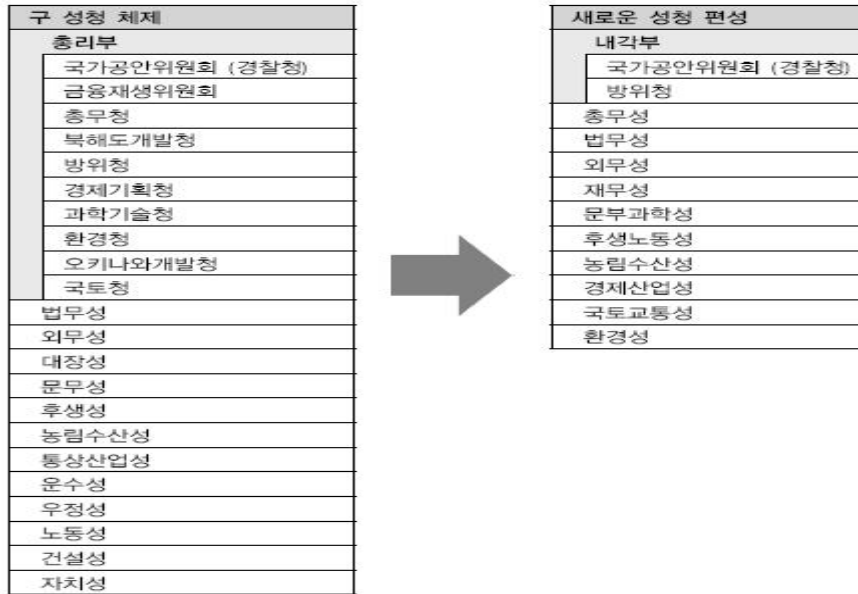 구 성청 체제
총리부
국가공안위원회 (경찰청)
금융재생위원회
총무청
북해도개발청
방위청
경제기획청
과학기술청
환경청
오키나와개발청
국토청
법무성
외무성
대장성
문무성
후생성
농림수산성
통상산업성
운수성
우정성
노동성
건설성
자치성
새로운 성청 편성
내각부
국가공안위원회 (경찰청)
방위청
총무성
법무성
외무성
재무성
문부과학성
후생노동성
농림수산성
경제산업성
국토교통성
환경성